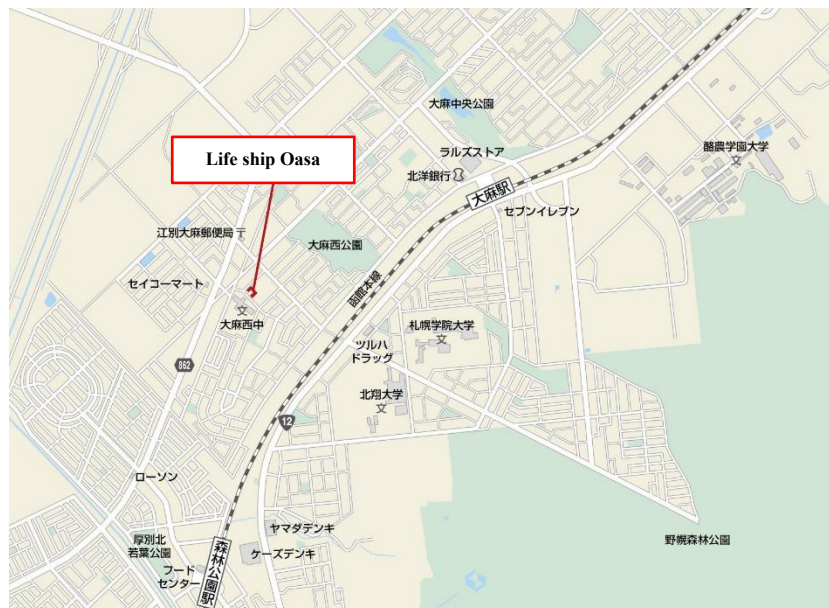 大麻中央公園
ラルズストア
酪農学園大学
Life ship Oasa
北洋銀行
大麻駅
セブンイレブン
江別大麻郵便局
大麻西公園
セイコーマート
函館本線
大麻西中
札幌学院大学
ツルハ
ドラッグ
862
北翔大学
12
ローソン
ヤマダデンキ
厚別北
若葉公園
森林公園駅
ケーズデンキ
野幌森林公園
フード
センター